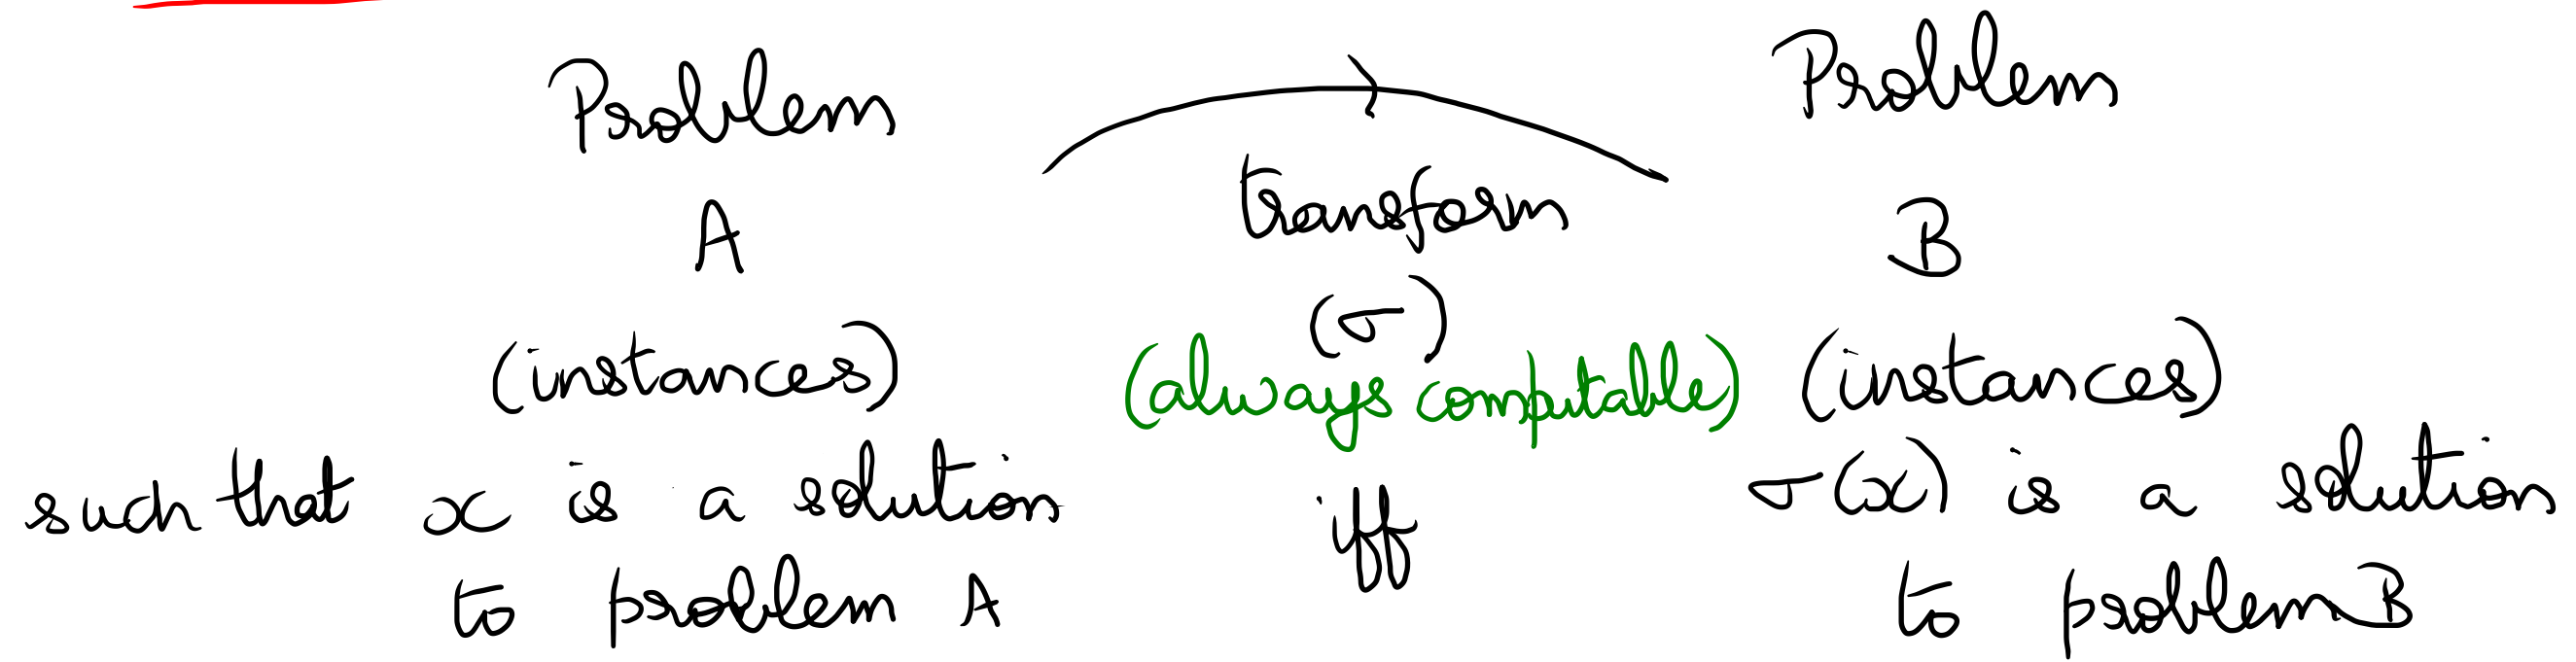 Problem transform Problem
A (σ) B
(instances) (always computable) (instances)
such that x is a solution iff σ(x) is a solution
to problem A to problem B